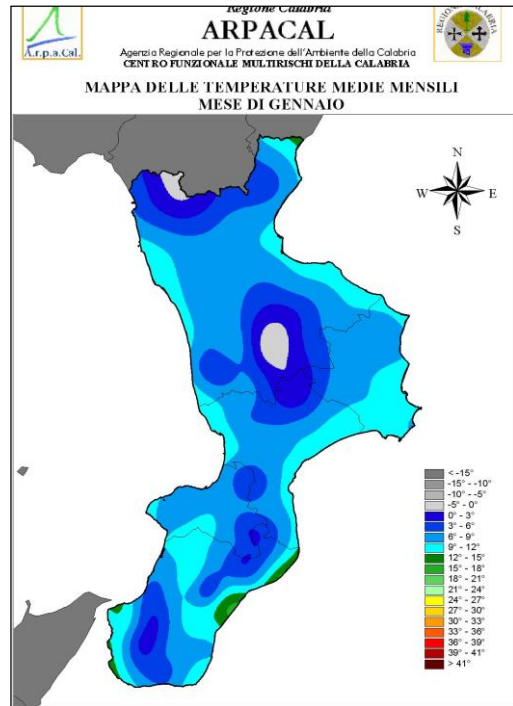 Regione Calabria
ARPACAL
Agenzia Regionale per la Protezione dell'Ambiente della Calabria
CENTRO FUNZIONALE MULTIRISCHI DELLA CALABRIA
A.r.p.a.Cal.
REGIONE CALABRIA
MAPPA DELLE TEMPERATURE MEDIE MENSILI
MESE DI GENNAIO
N
W E
S
< -15°
-15° - -10°
-10° - -5°
-5° - 0°
0° - 3°
3° - 6°
6° - 9°
9° - 12°
12° - 15°
15° - 18°
18° - 21°
21° - 24°
24° - 27°
27° - 30°
30° - 33°
33° - 36°
36° - 39°
39° - 41°
> 41°